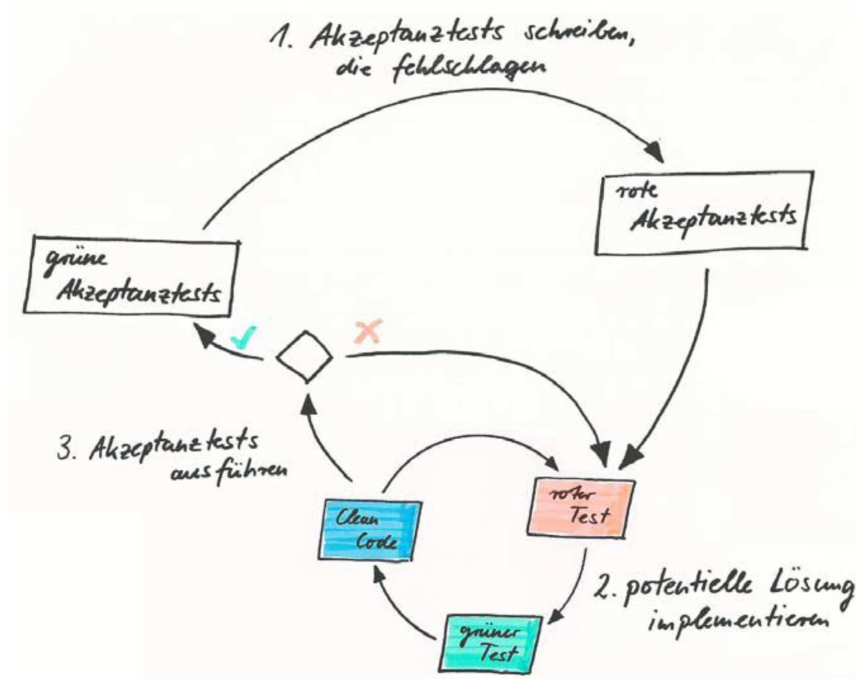 1. Akzeptanztests schreiben,
die fehlschlagen
rote
Akzeptanztests
grüne
Akzeptanztests
3. Akzeptanztests
ausführen
Clean
Code
roter
Test
2. potentielle Lösung
implementieren
grüner
Test